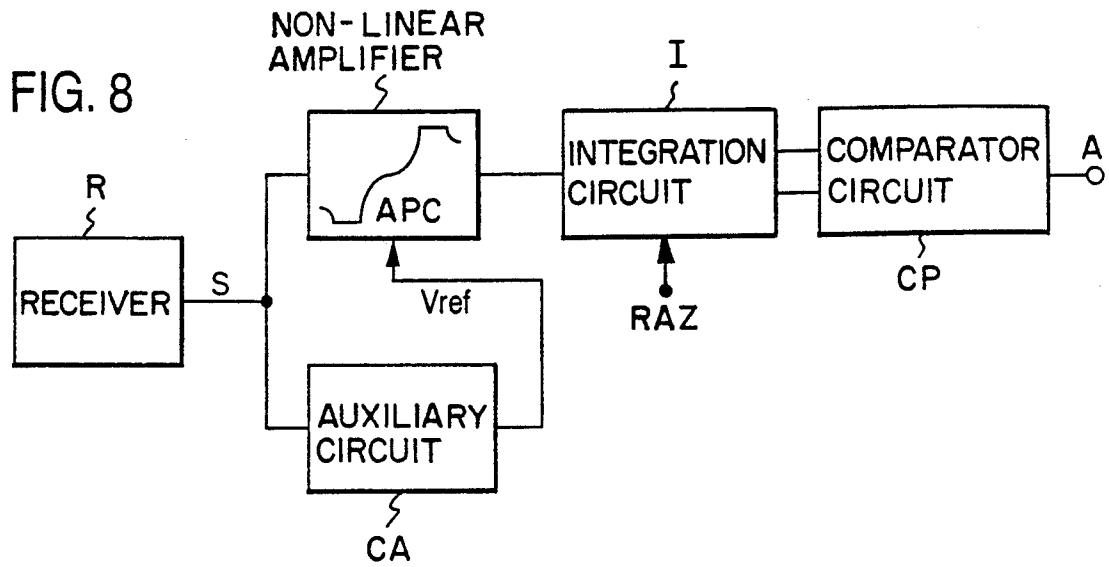 NON-LINEAR
AMPLIFIER
FIG. 8
I
R
APC
INTEGRATION
CIRCUIT
COMPARATOR
CIRCUIT
A
RECEIVER
S
Vref
RAZ
CP
AUXILIARY
CIRCUIT
CA